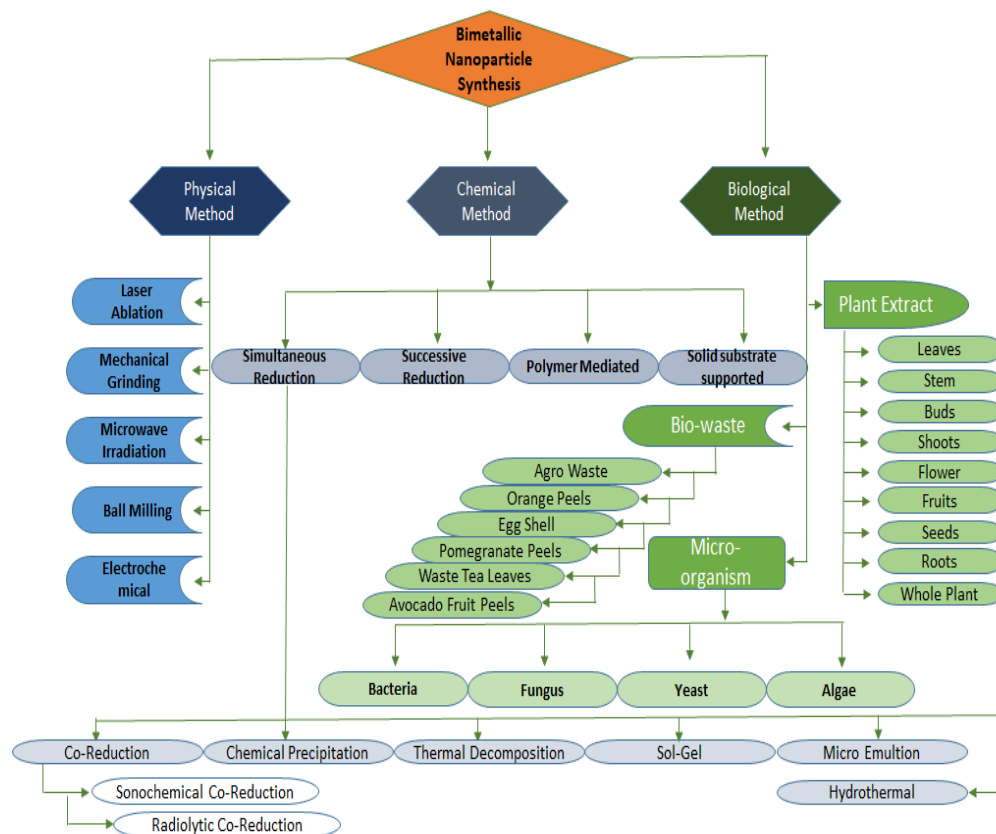 Bimetallic
Nanoparticle
Synthesis
Physical
Method
Chemical
Method
Biological
Method
Laser
Ablation
Mechanical
Grinding
Microwave
Irradiation
Ball Milling
Electroche
mical
Simultaneous
Reduction
Successive
Reduction
Polymer Mediated
Solid substrate
supported
Plant Extract
Leaves
Stem
Buds
Shoots
Flower
Fruits
Seeds
Roots
Whole Plant
Bio-waste
Agro Waste
Orange Peels
Egg Shell
Pomegranate Peels
Waste Tea Leaves
Avocado Fruit Peels
Micro-
organism
Bacteria
Fungus
Yeast
Algae
Co-Reduction
Chemical Precipitation
Thermal Decomposition
Sol-Gel
Micro Emultion
Sonochemical Co-Reduction
Hydrothermal
Radiolytic Co-Reduction